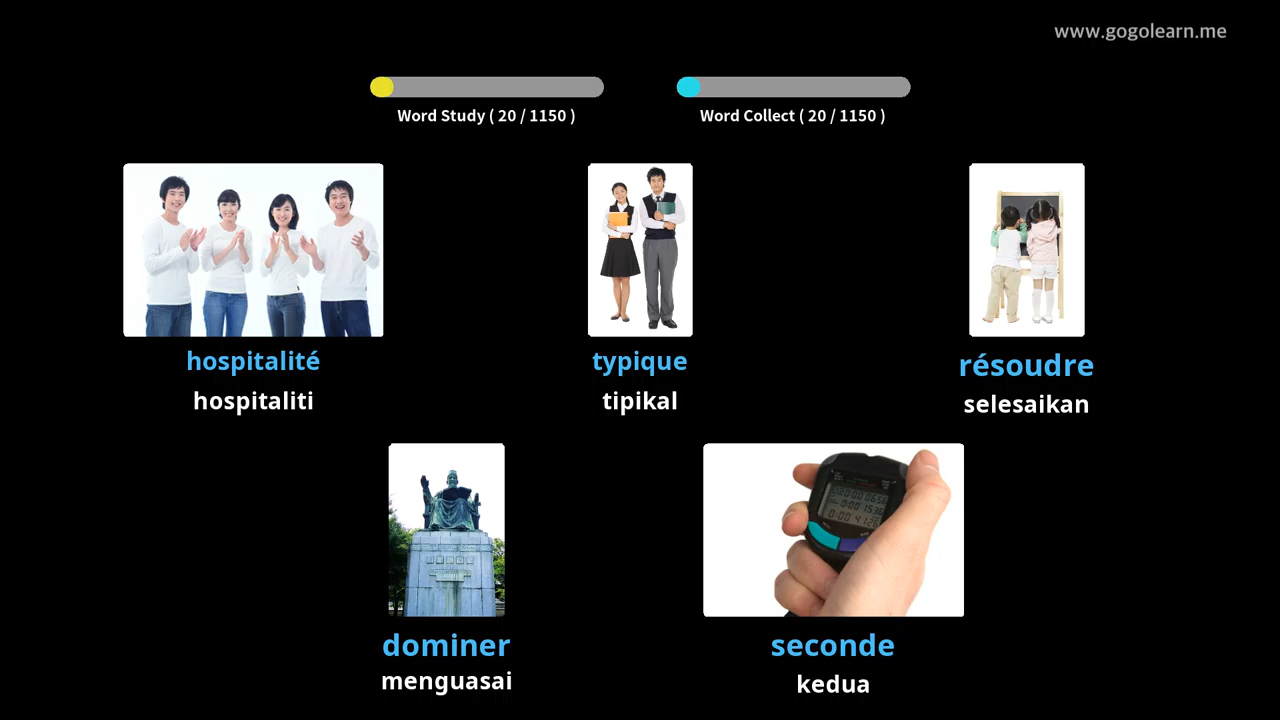 www.gogolearn.me
Word Study ( 20 / 1150 )
Word Collect ( 20 / 1150 )
hospitalité
hospitaliti
typique
tipikal
résoudre
selesaikan
dominer
menguasai
seconde
kedua